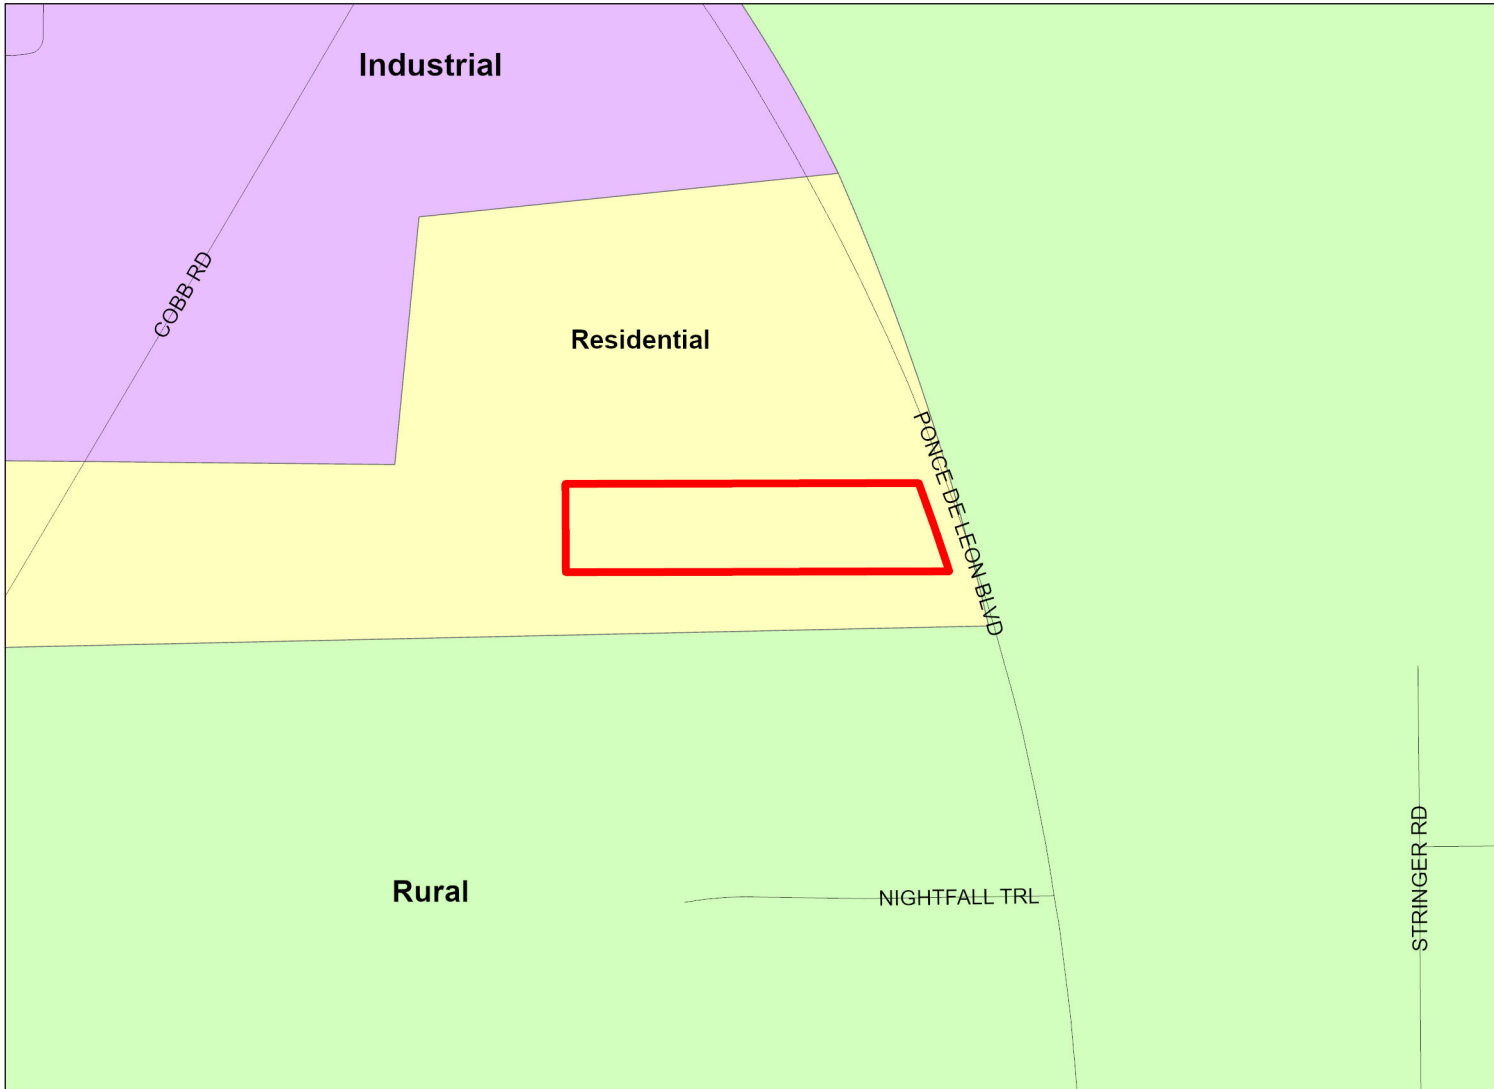 Industrial
COBB RD
Residential
PONCE DE LEON BLVD
Rural
NIGHTFALL TRL
STRINGER RD